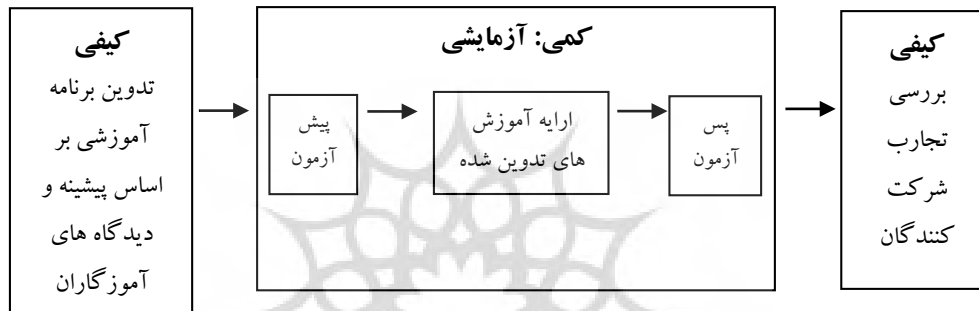 کیفی
تدوین برنامه
آموزشی بر
اساس پیشینه و
دیدگاه های
آموزگاران
کمی: آزمایشی
پیش
آزمون
ارایه آموزش
های تدوین شده
پس
آزمون
کیفی
بررسی
تجارب
شرکت
کنندگان